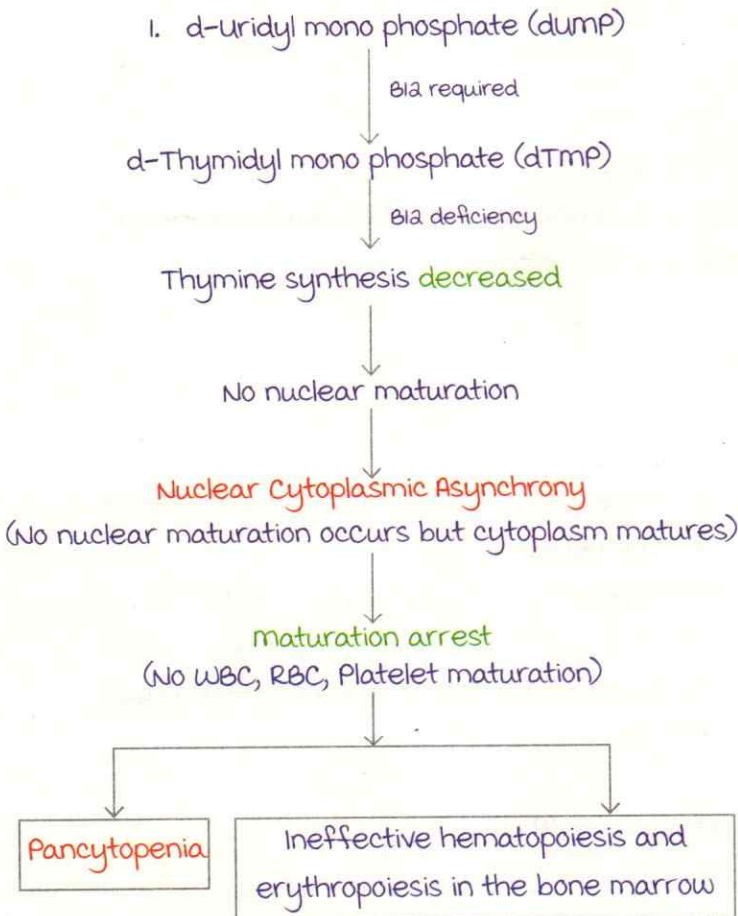 1. d-uridyl mono phosphate (dump)
B12 required
d-Thymidyl mono phosphate (dTmP)
B12 deficiency
Thymine synthesis decreased
No nuclear maturation
Nuclear Cytoplasmic Asynchrony
(No nuclear maturation occurs but cytoplasm matures)
maturation arrest
(No WBC, RBC, Platelet maturation)
Pancytopenia
Ineffective hematopoiesis and
erythropoiesis in the bone marrow